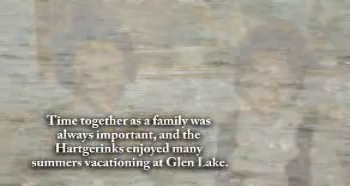 Time together as a family was
always important, and the
Hartgerinks enjoyed many
summers vacationing at Glen Lake.